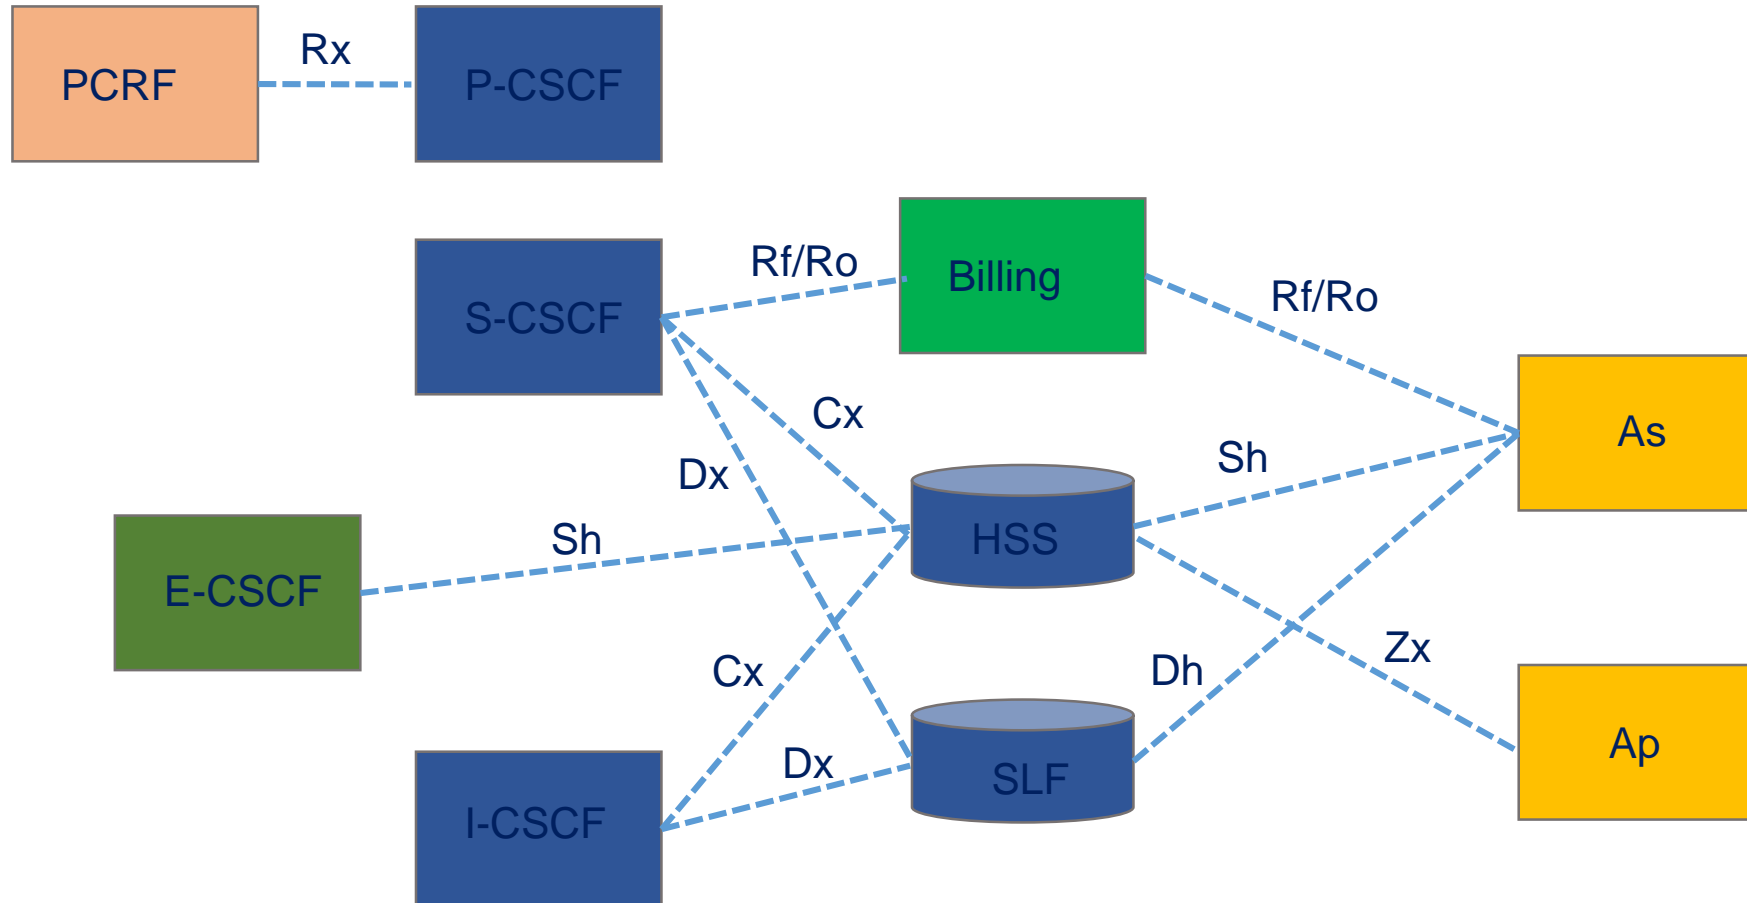 PCRF
Rx
P-CSCF
S-CSCF
Rf/Ro
Billing
Rf/Ro
As
Cx
Dx
Sh
HSS
Sh
E-CSCF
Cx
Dh
Zx
Dx
SLF
Ap
I-CSCF